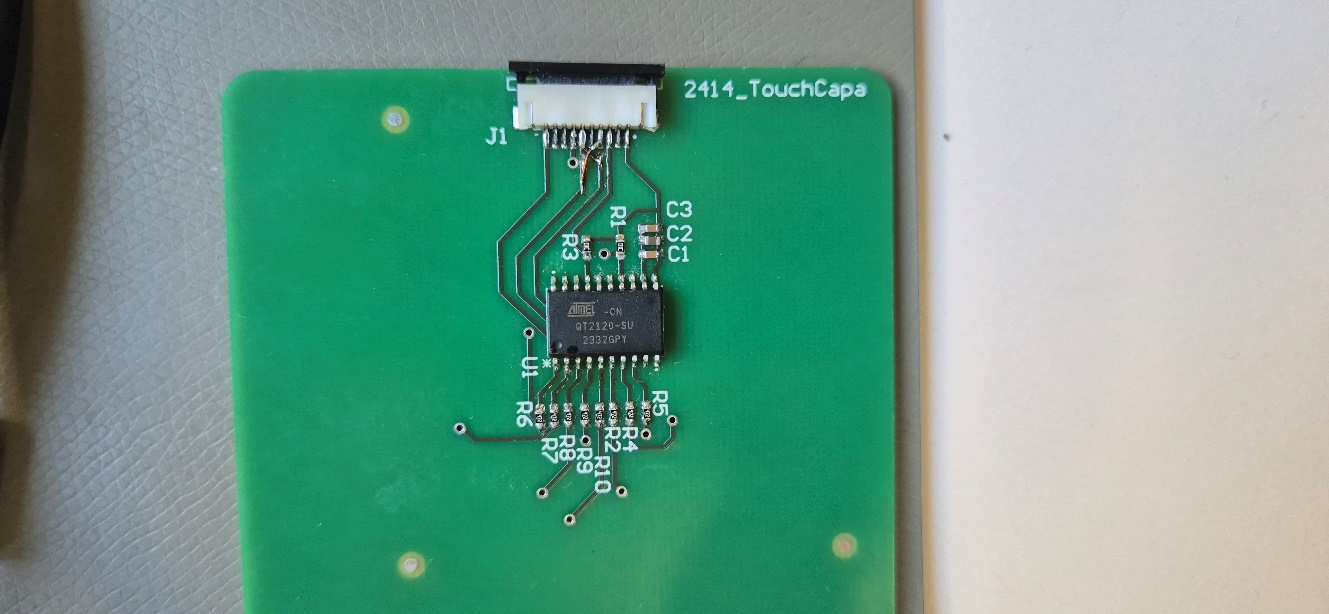 2414_TouchCapa
J1
C3
R1
C2
R3
C1
ATMEL -CN
QT2120-SU
2332GPY
U1 *
R6
R5
R7
R8
R9
R10
R2
R4